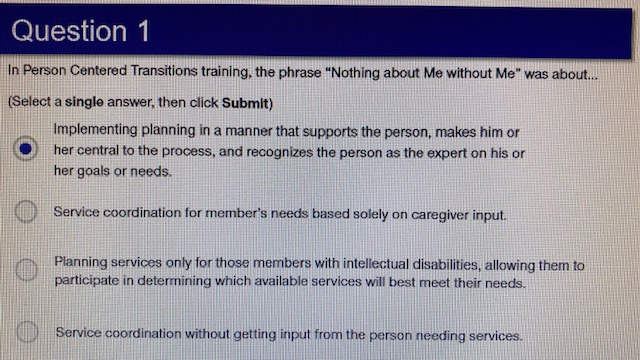 Question 1
In Person Centered Transitions training, the phrase “Nothing about Me without Me” was about...
(Select a single answer, then click Submit)
Implementing planning in a manner that supports the person, makes him or
her central to the process, and recognizes the person as the expert on his or
her goals or needs.
Service coordination for member's needs based solely on caregiver input.
Planning services only for those members with intellectual disabilities, allowing them to
participate in determining which available services will best meet their needs.
Service coordination without getting input from the person needing services.